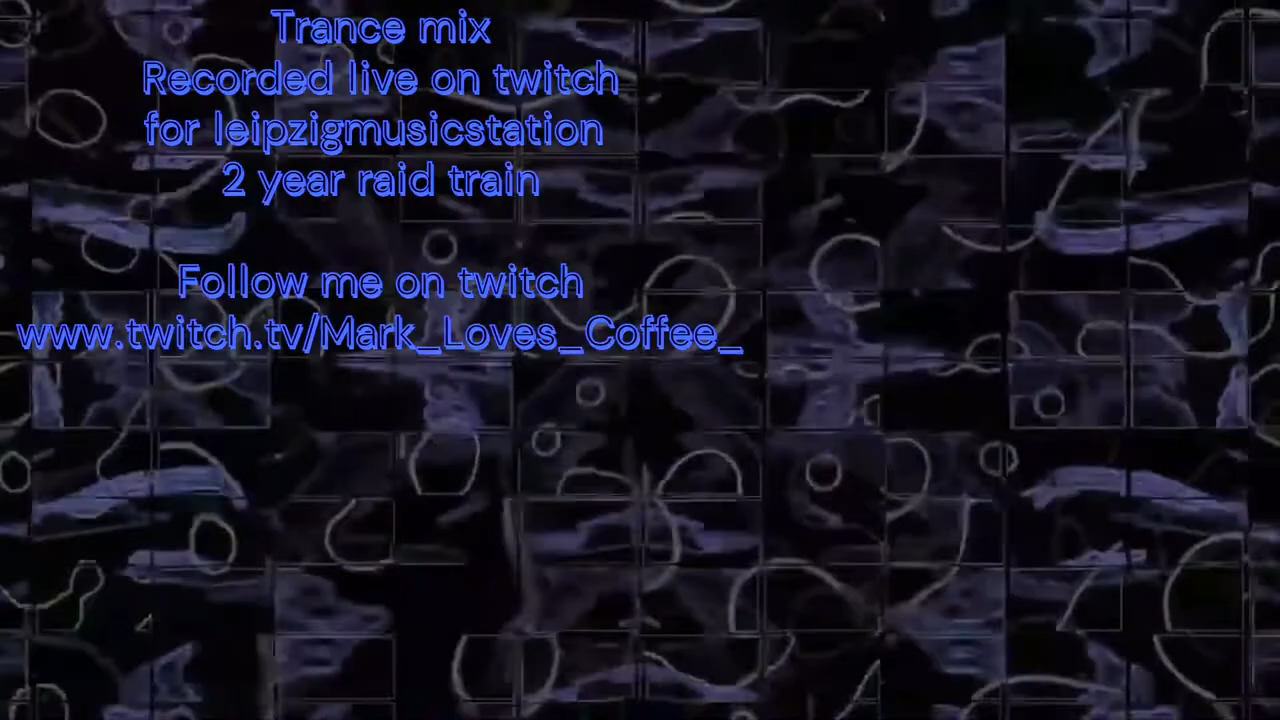 Trance mix
Recorded live on twitch
for leipzigmusicstation
2 year raid train
Follow me on twitch
www.twitch.tv/Mark_Loves_Coffee_